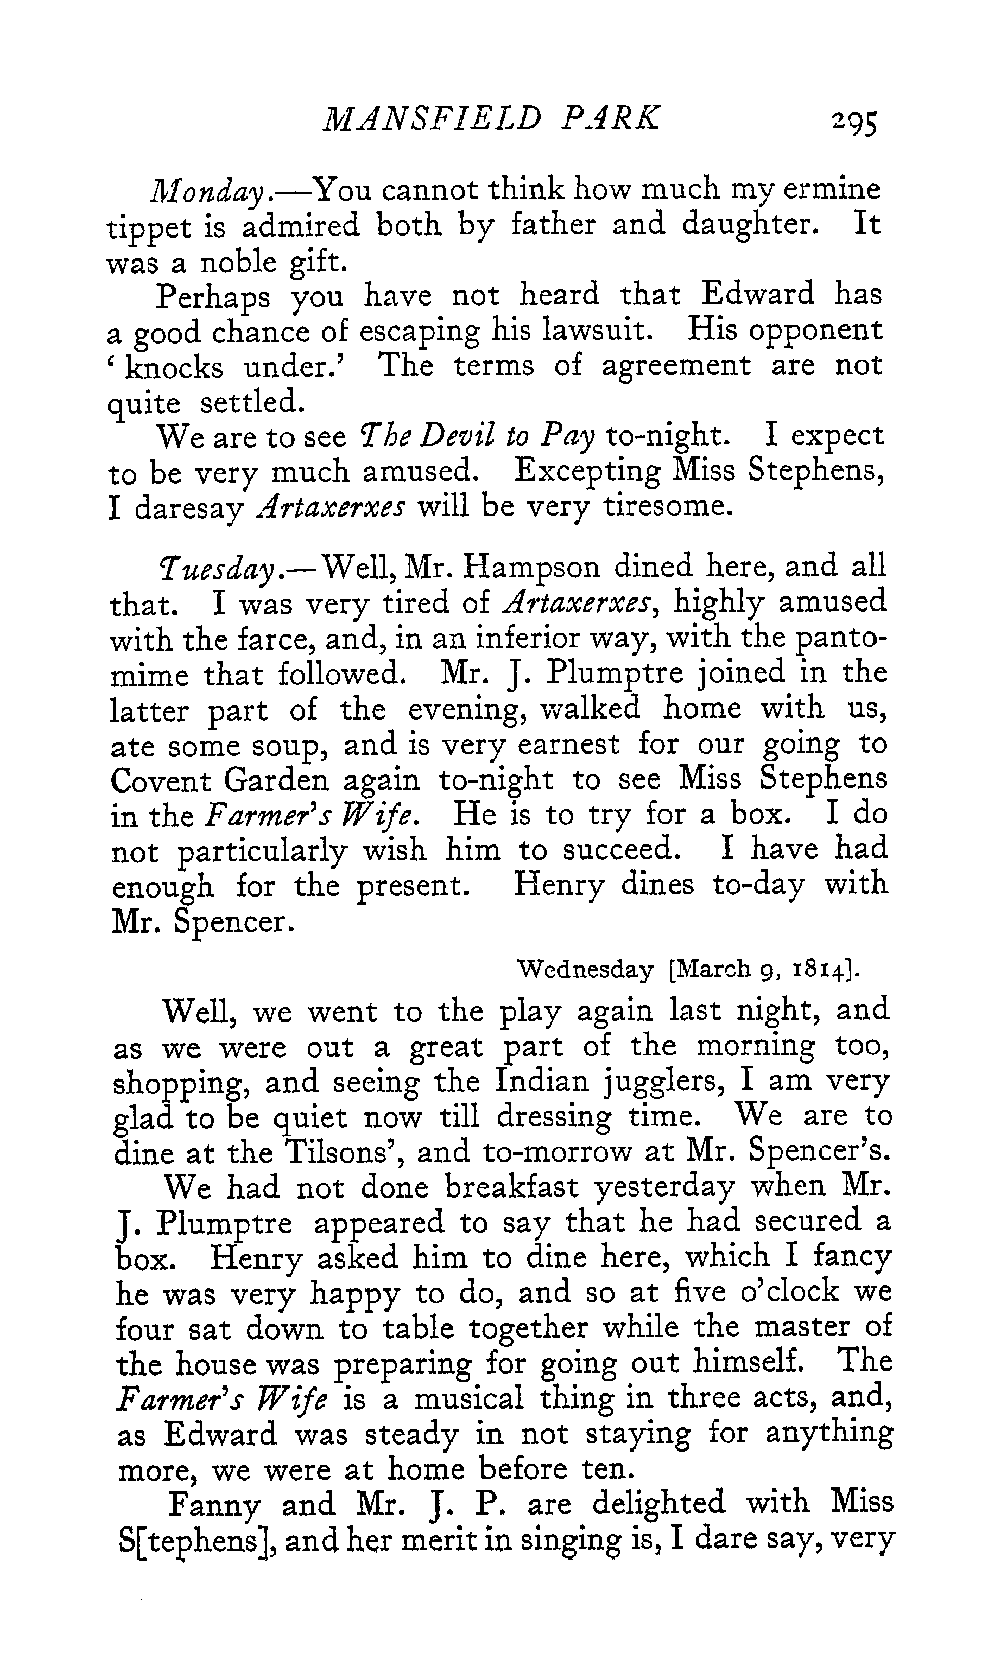 MANSFIELD PARK 295
Monday.—You cannot think how much my ermine
tippet is admired both by father and daughter. It
was a noble gift.
Perhaps you have not heard that Edward has
a good chance of escaping his lawsuit. His opponent
‘ knocks under.’ The terms of agreement are not
quite settled.
We are to see The Devil to Pay to-night. I expect
to be very much amused. Excepting Miss Stephens,
I daresay Artaxerxes will be very tiresome.
Tuesday.—Well, Mr. Hampson dined here, and all
that. I was very tired of Artaxerxes, highly amused
with the farce, and, in an inferior way, with the panto-
mime that followed. Mr. J. Plumptre joined in the
latter part of the evening, walked home with us,
ate some soup, and is very earnest for our going to
Covent Garden again to-night to see Miss Stephens
in the Farmer’s Wife. He is to try for a box. I do
not particularly wish him to succeed. I have had
enough for the present. Henry dines to-day with
Mr. Spencer.
Wednesday [March 9, 1814].
Well, we went to the play again last night, and
as we were out a great part of the morning too,
shopping, and seeing the Indian jugglers, I am very
glad to be quiet now till dressing time. We are to
dine at the Tilsons’, and to-morrow at Mr. Spencer’s.
We had not done breakfast yesterday when Mr.
J. Plumptre appeared to say that he had secured a
box. Henry asked him to dine here, which I fancy
he was very happy to do, and so at five o’clock we
four sat down to table together while the master of
the house was preparing for going out himself. The
Farmer’s Wife is a musical thing in three acts, and,
as Edward was steady in not staying for anything
more, we were at home before ten.
Fanny and Mr. J. P. are delighted with Miss
S[tephens], and her merit in singing is, I dare say, very